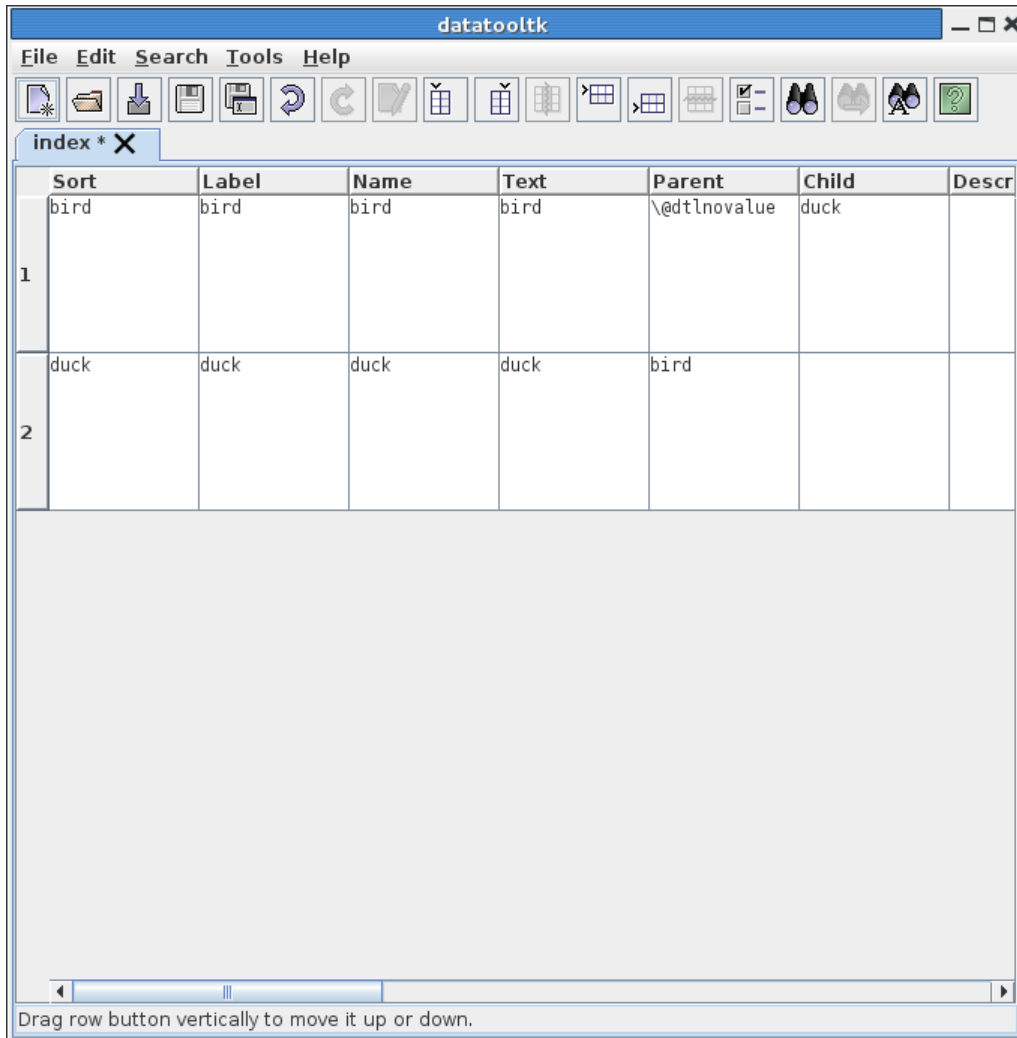 datatooltk
File Edit Search Tools Help
index *
Sort Label Name Text Parent Child Descr
1 bird bird bird bird \@dtlnovalue duck
2 duck duck duck duck bird
Drag row button vertically to move it up or down.